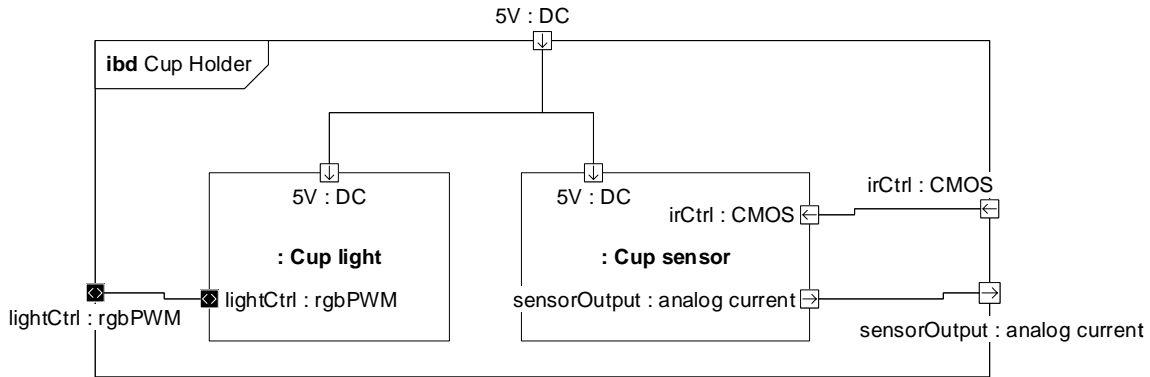 5V : DC
ibd Cup Holder
5V : DC
5V : DC
irCtrl : CMOS
irCtrl : CMOS
: Cup light
: Cup sensor
lightCtrl : rgbPWM
sensorOutput : analog current
lightCtrl : rgbPWM
sensorOutput : analog current